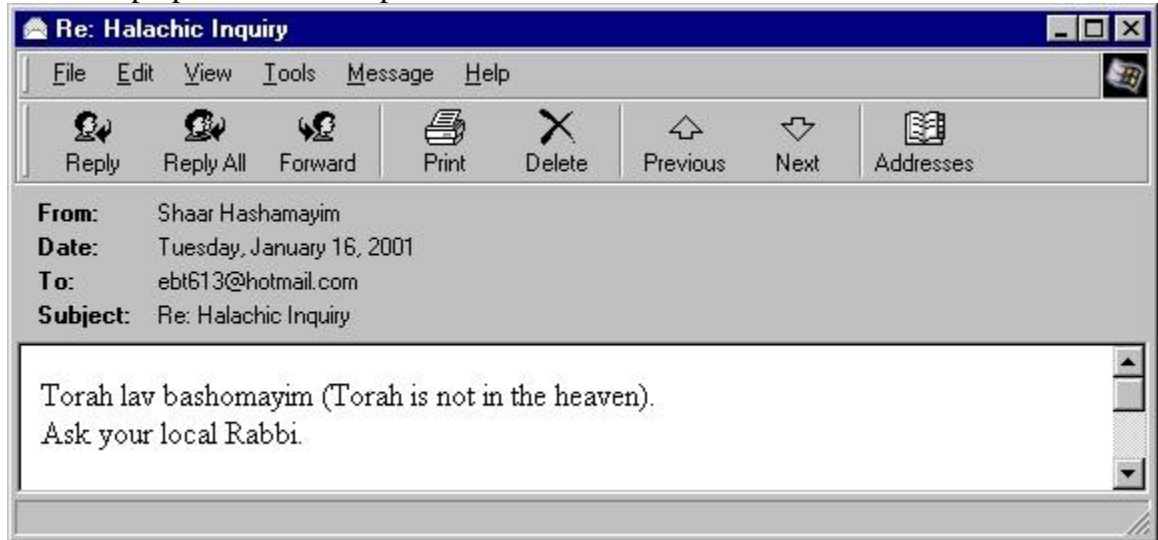 Re: Halachic Inquiry
File Edit View Tools Message Help
Reply Reply All Forward Print Delete Previous Next Addresses
From: Shaar Hashamayim
Date: Tuesday, January 16, 2001
To: ebt613@hotmail.com
Subject: Re: Halachic Inquiry
Torah lav bashomayim (Torah is not in the heaven).
Ask your local Rabbi.